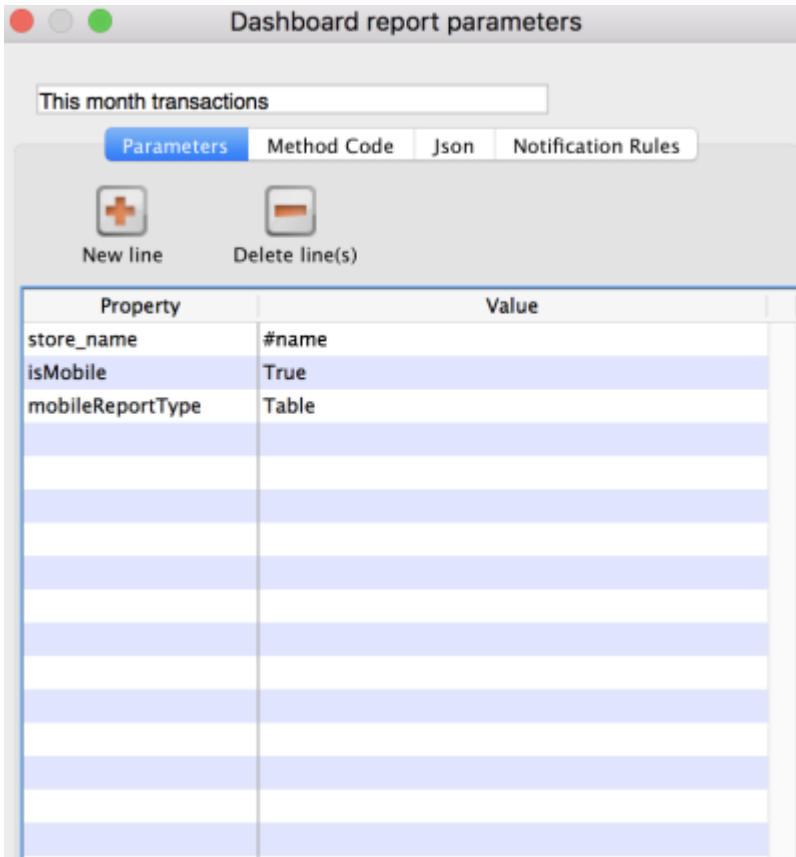 Dashboard report parameters
This month transactions
Parameters Method Code Json Notification Rules
New line Delete line(s)
Property Value
store_name #name
isMobile True
mobileReportType Table